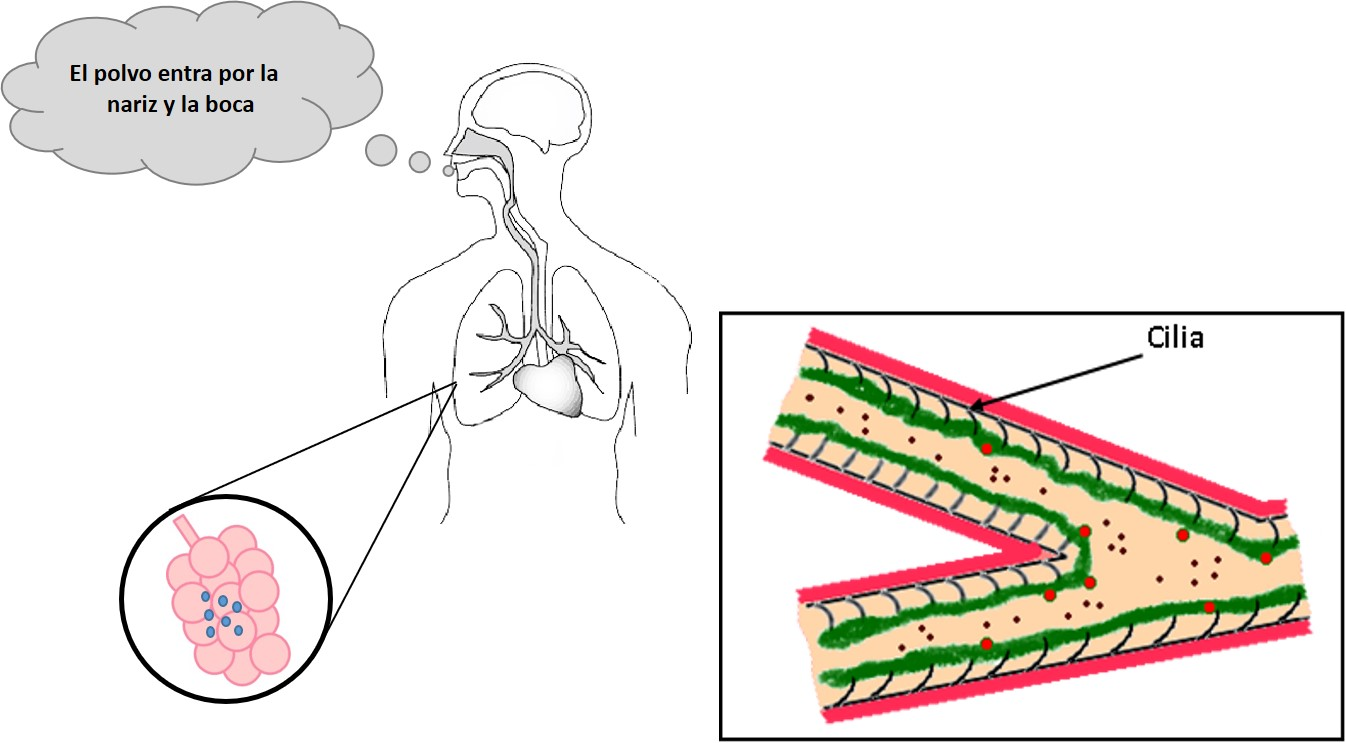 El polvo entra por la
nariz y la boca
Cilia